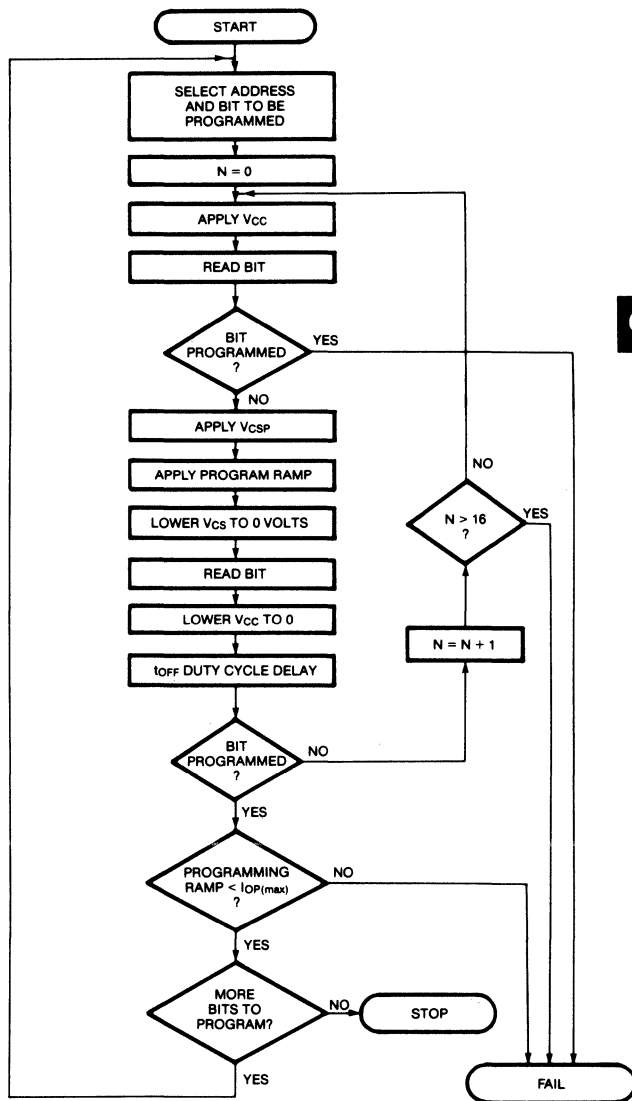 START
SELECT ADDRESS
AND BIT TO BE
PROGRAMMED
N = 0
APPLY VCC
READ BIT
BIT
PROGRAMMED
?
YES
NO
APPLY VCSP
APPLY PROGRAM RAMP
LOWER VCS TO 0 VOLTS
READ BIT
LOWER VCC TO 0
tOFF DUTY CYCLE DELAY
BIT
PROGRAMMED
?
NO
N = N + 1
N > 16
?
NO
YES
YES
PROGRAMMING
RAMP < IOP(max)
?
NO
YES
MORE
BITS TO
PROGRAM?
NO
STOP
YES
FAIL